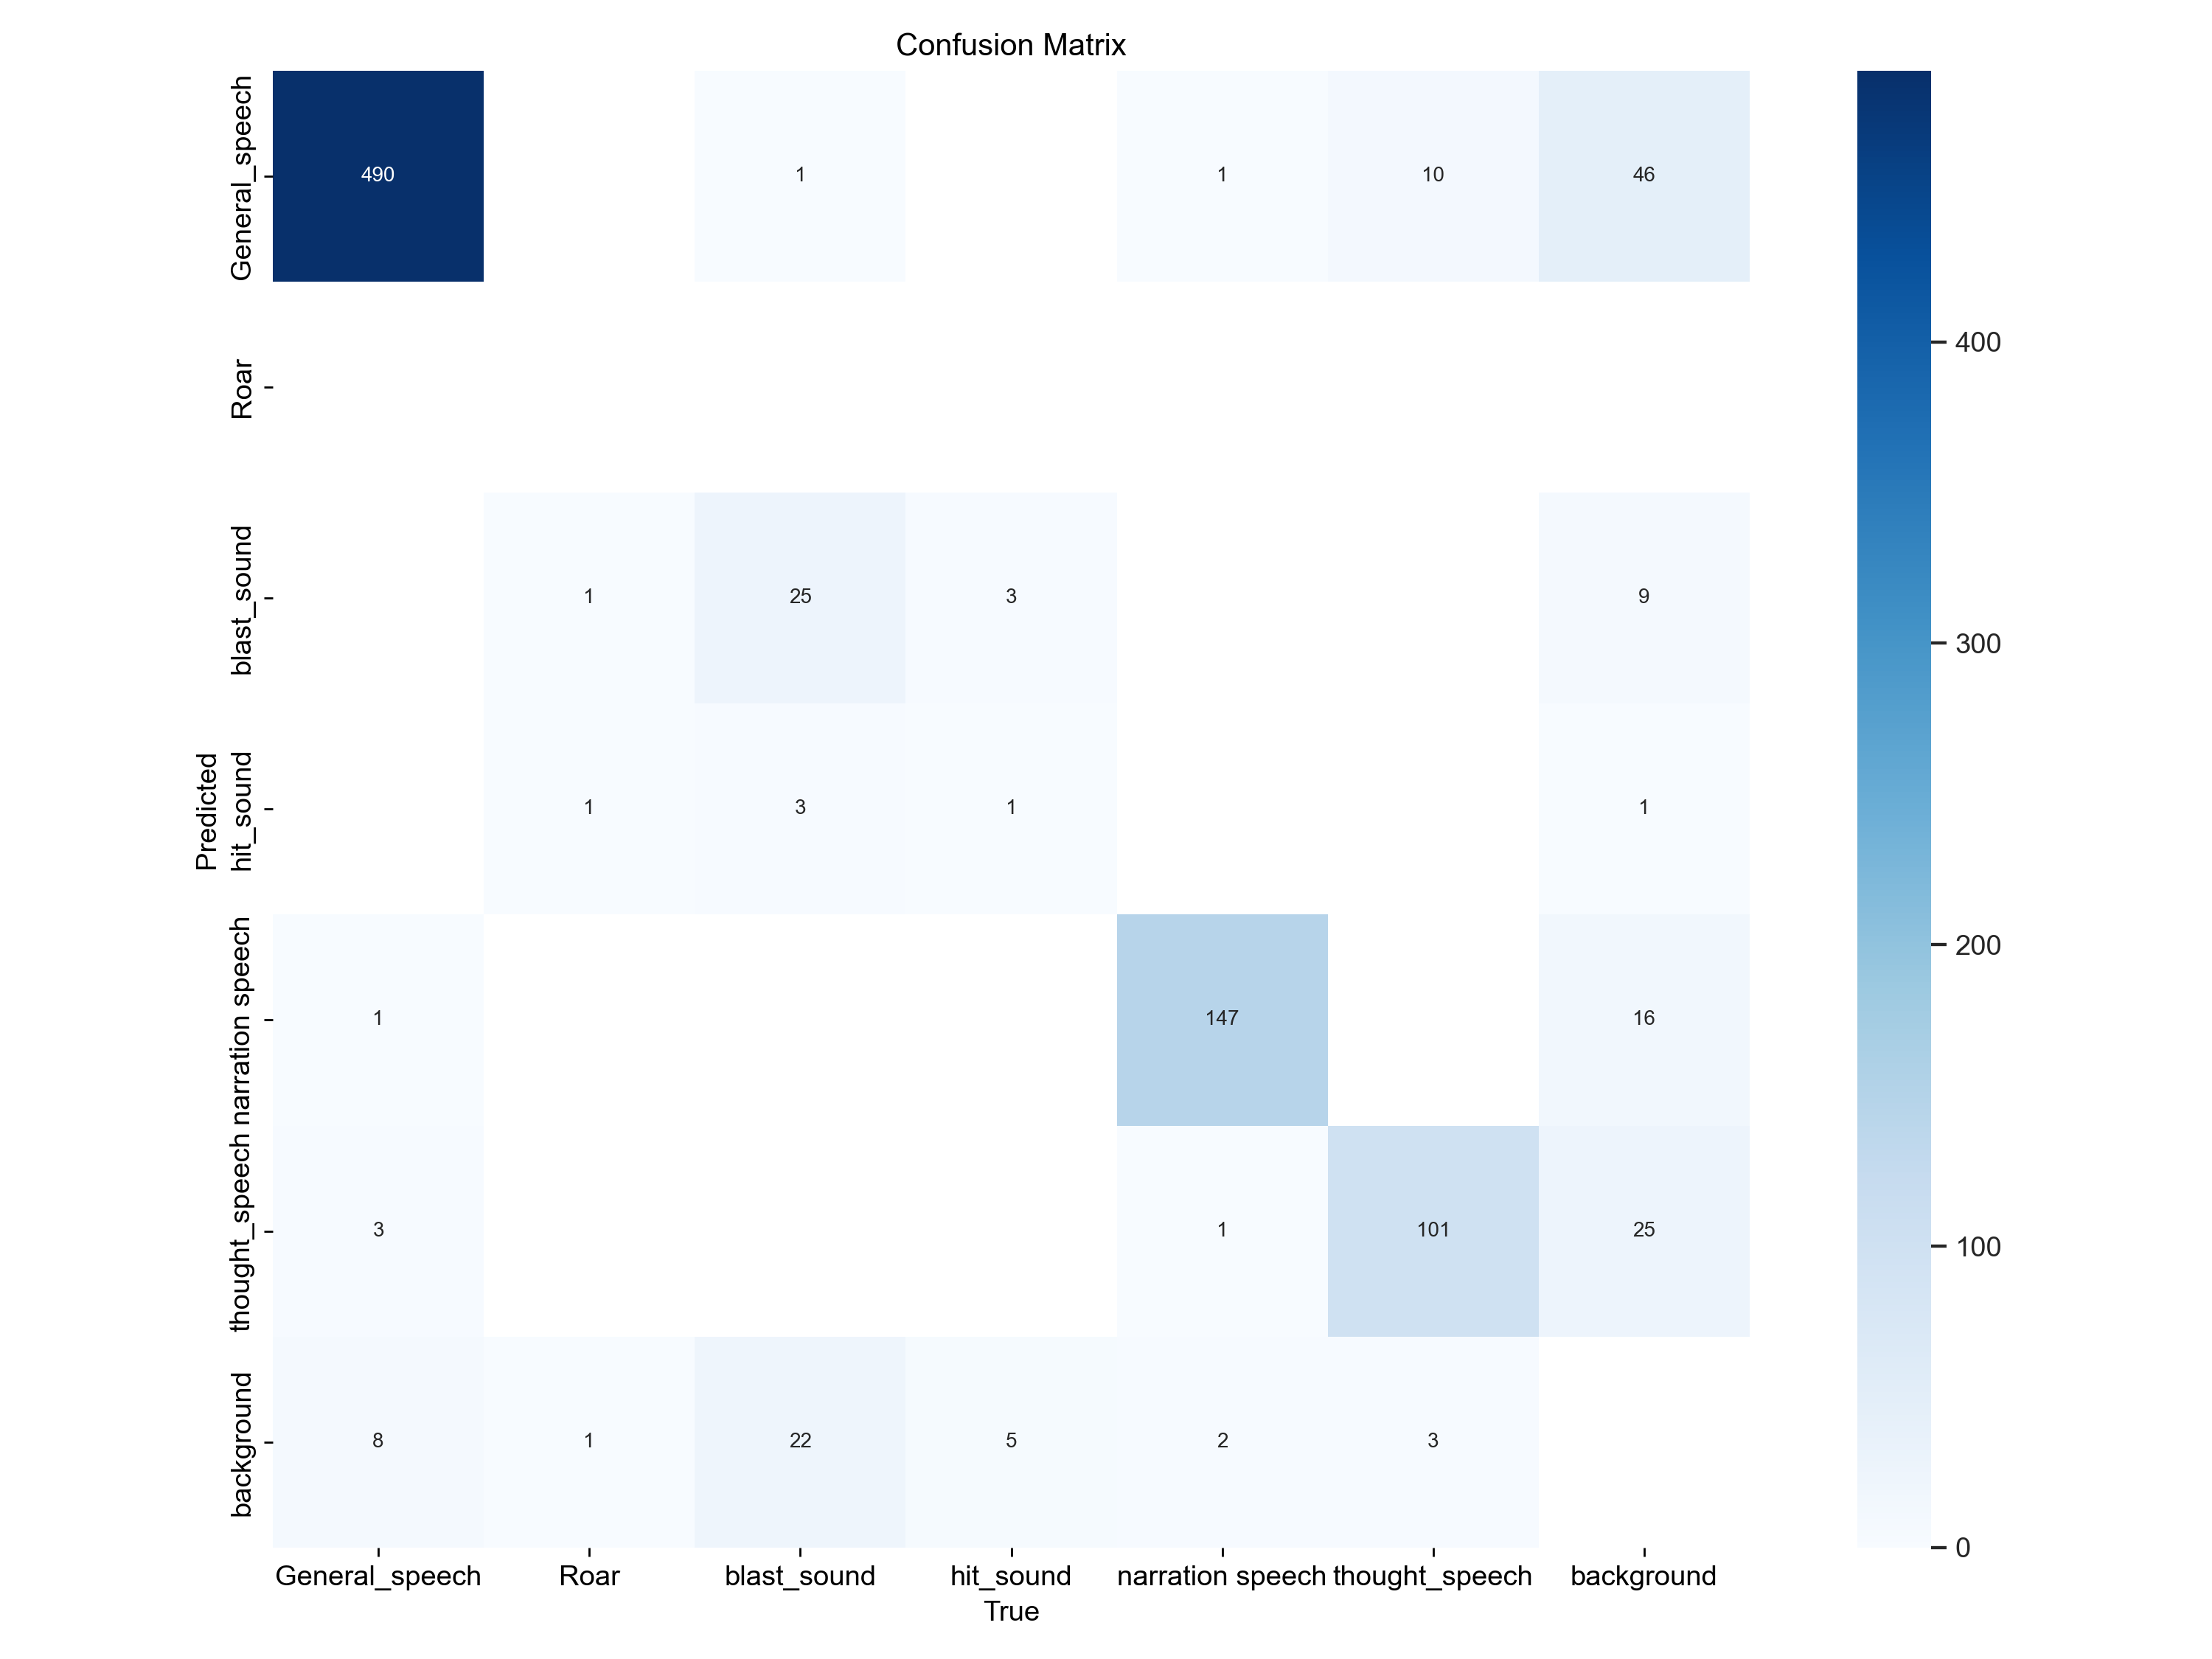 Confusion Matrix
General_speech
490 1 1 10 46
Roar
blast_sound
1 25 3 9
hit_sound
1 3 1 1
narration speech
1 147 16
thought_speech
3 1 101 25
background
8 1 22 5 2 3
Predicted
General_speech Roar blast_sound hit_sound narration speech thought_speech background
True
400
300
200
100
0